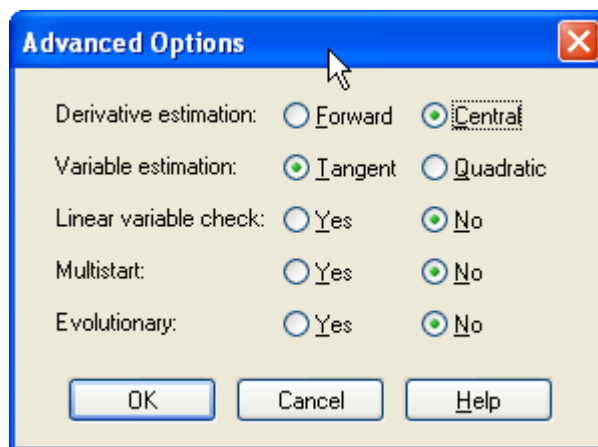 Advanced Options
Derivative estimation: Forward Central
Variable estimation: Tangent Quadratic
Linear variable check: Yes No
Multistart: Yes No
Evolutionary: Yes No
OK Cancel Help